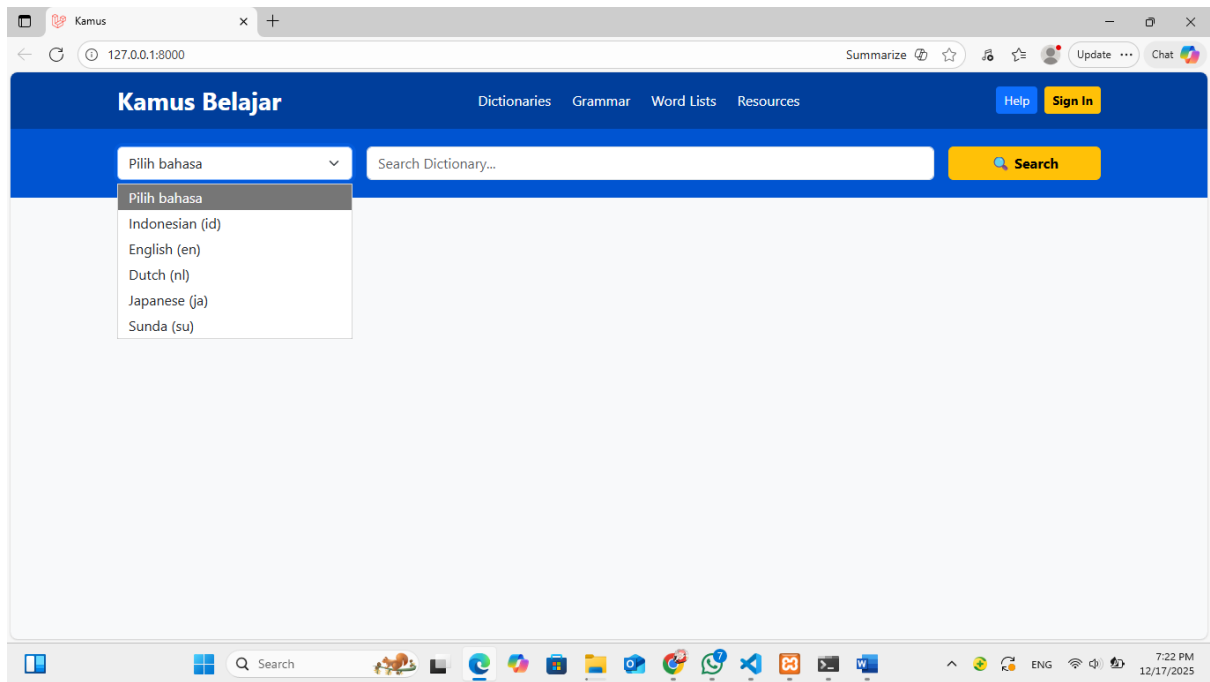 Kamus
127.0.0.1:8000
Summarize
Update
Chat
Kamus Belajar
Dictionaries Grammar Word Lists Resources
Help Sign In
Pilih bahasa
Search Dictionary...
Search
Pilih bahasa
Indonesian (id)
English (en)
Dutch (nl)
Japanese (ja)
Sunda (su)
Search
7
ENG
7:22 PM
12/17/2025